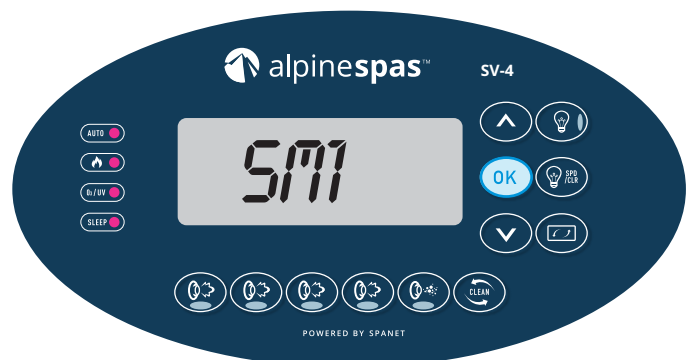 alpinespas™
SV-4
AUTO
O₃/UV
SLEEP
SM1
OK
SPD
/CLR
CLEAN
POWERED BY SPANET